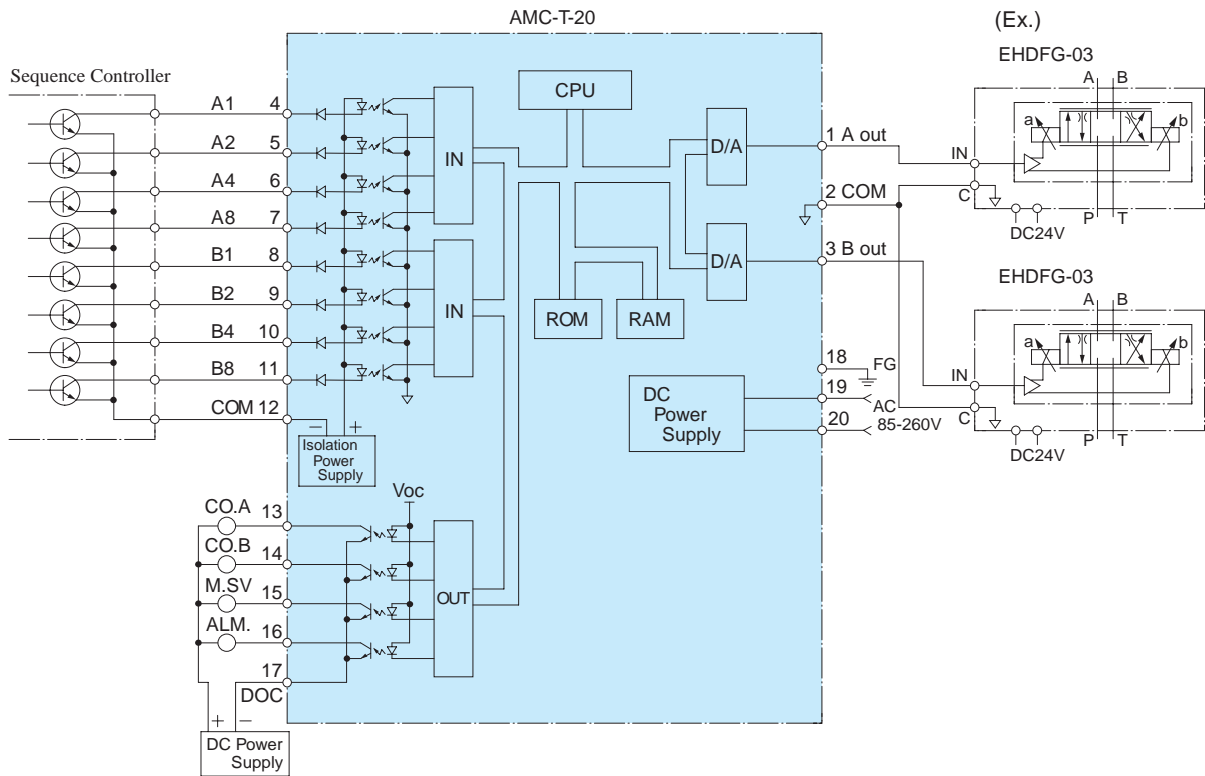 AMC-T-20
(Ex.)
EHDFG-03
Sequence Controller
A1 4
A2 5
A4 6
A8 7
B1 8
B2 9
B4 10
B8 11
COM 12
− +
Isolation
Power
Supply
IN
IN
CPU
D/A
D/A
ROM
RAM
1 A out
2 COM
3 B out
18
FG
19
AC
20
85-260V
DC
Power
Supply
A B
a b
IN
C
P T
DC24V
EHDFG-03
A B
a b
IN
C
P T
DC24V
Voc
OUT
CO.A 13
CO.B 14
M.SV 15
ALM. 16
17
DOC
+ −
DC Power
Supply